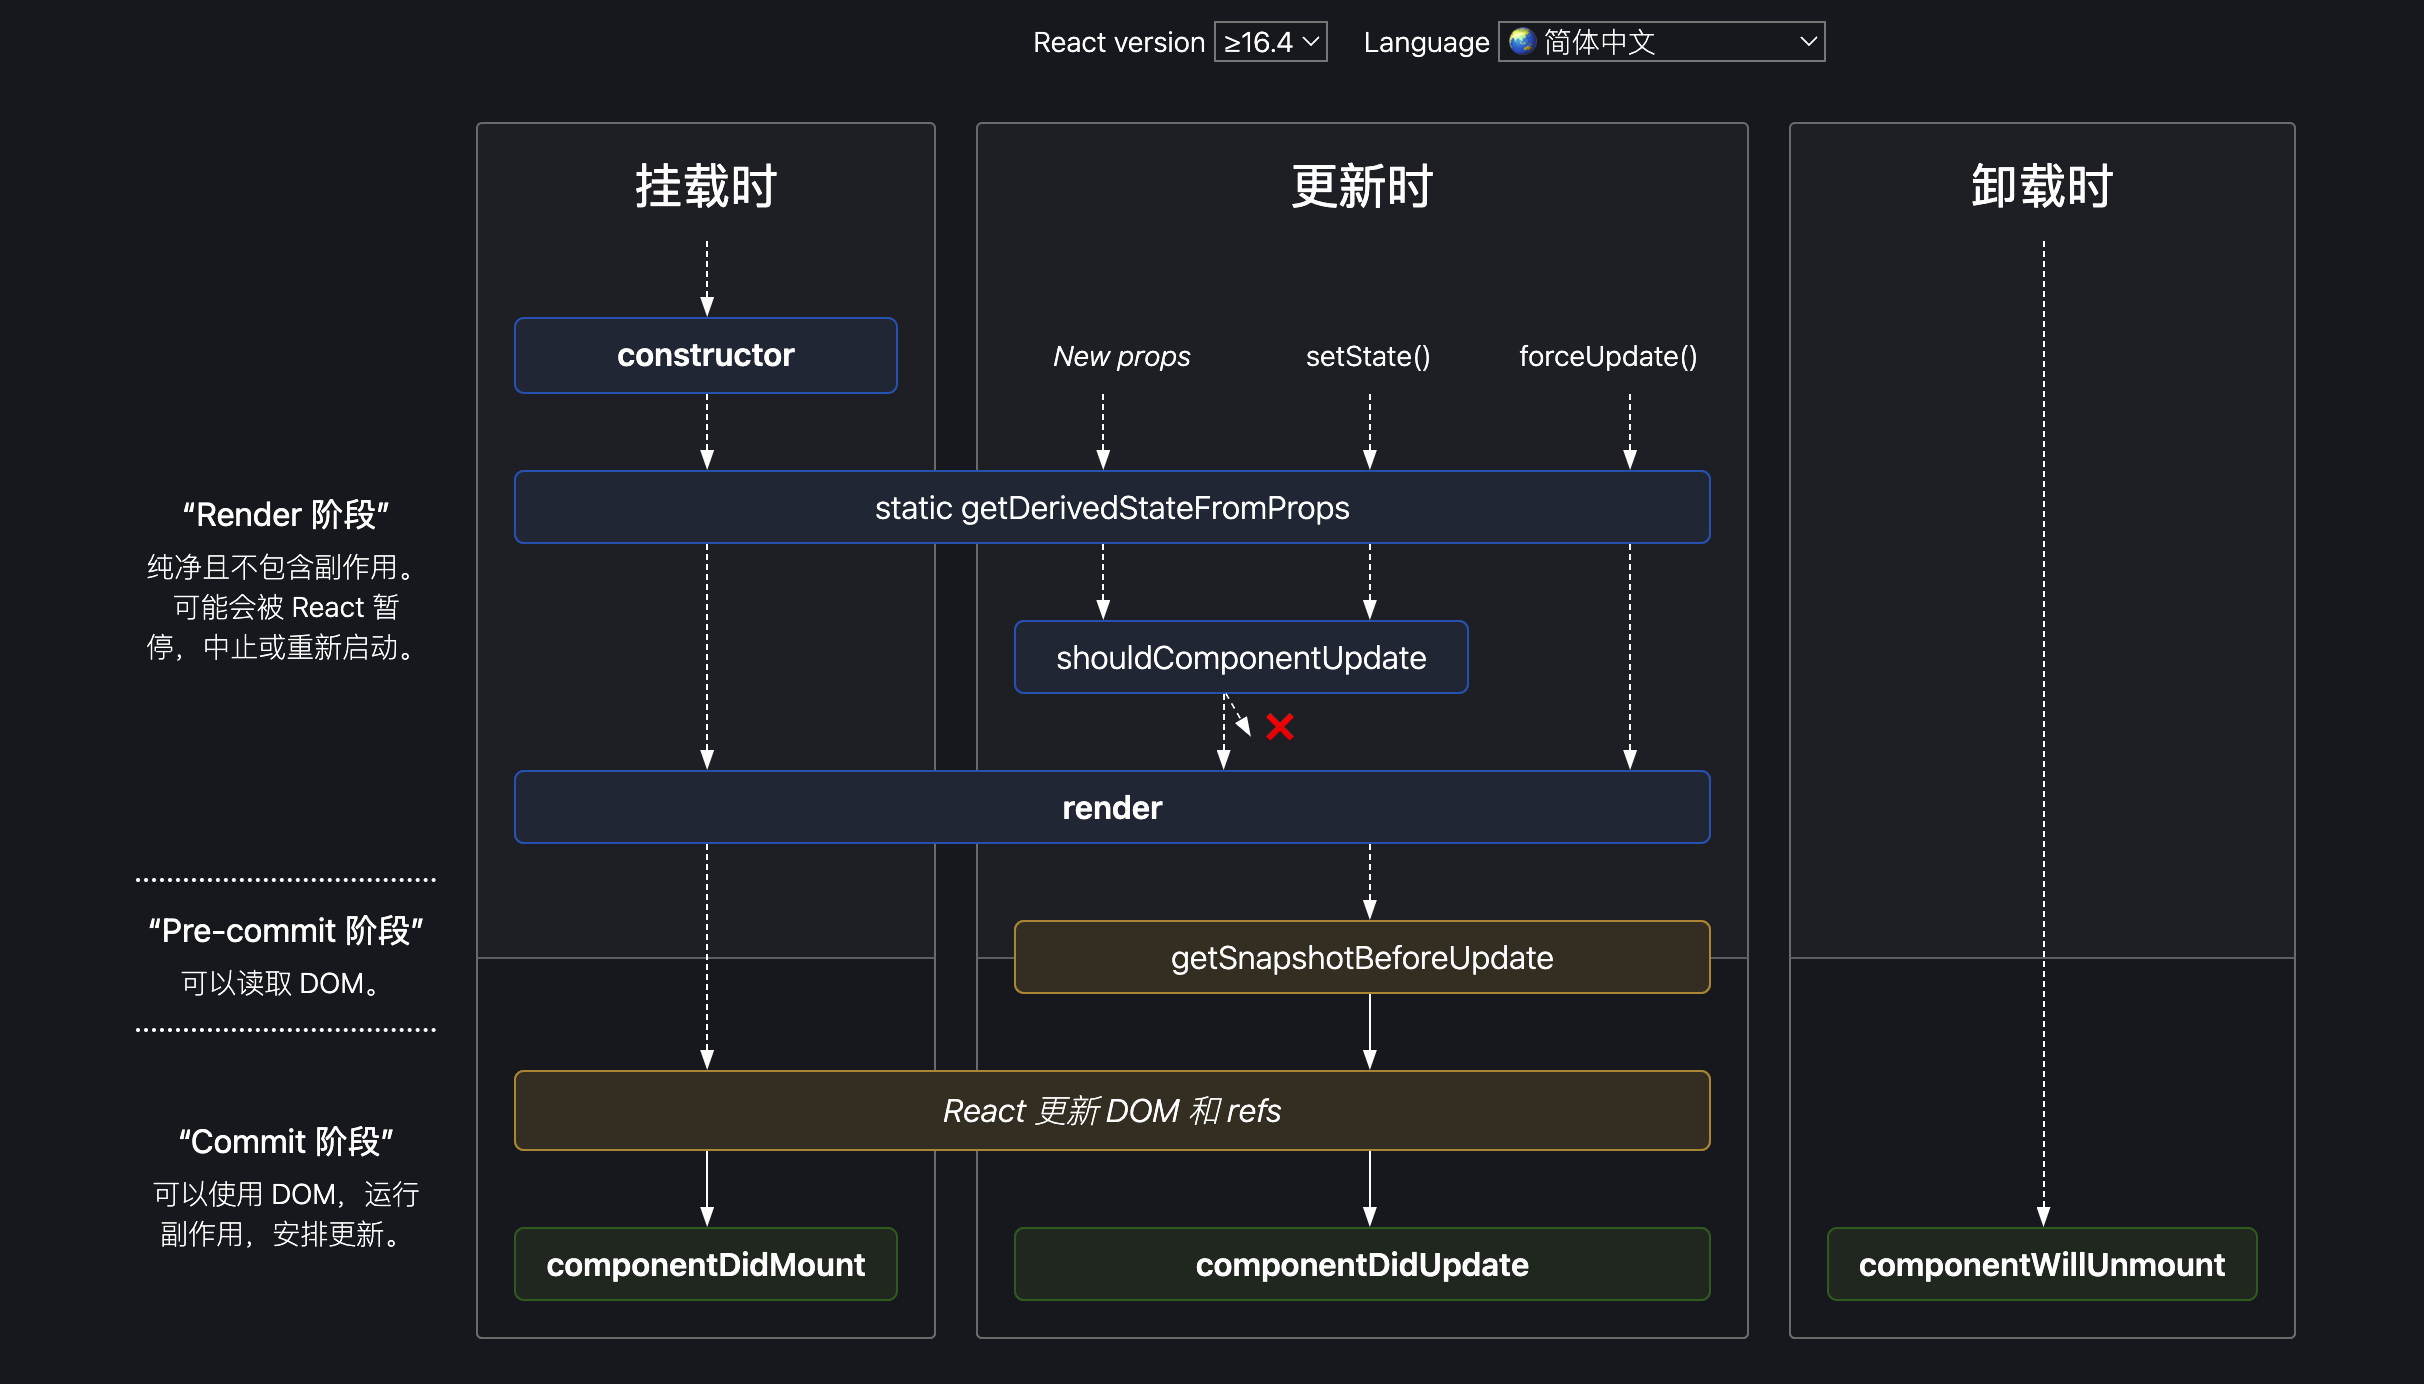 React version ≥16.4 Language 🌏 简体中文
挂载时
更新时
卸载时
constructor
New props
setState()
forceUpdate()
static getDerivedStateFromProps
“Render 阶段”
纯净且不包含副作用。
可能会被 React 暂
停，中止或重新启动。
shouldComponentUpdate
render
“Pre-commit 阶段”
可以读取 DOM。
getSnapshotBeforeUpdate
React 更新 DOM 和 refs
“Commit 阶段”
可以使用 DOM，运行
副作用，安排更新。
componentDidMount
componentDidUpdate
componentWillUnmount